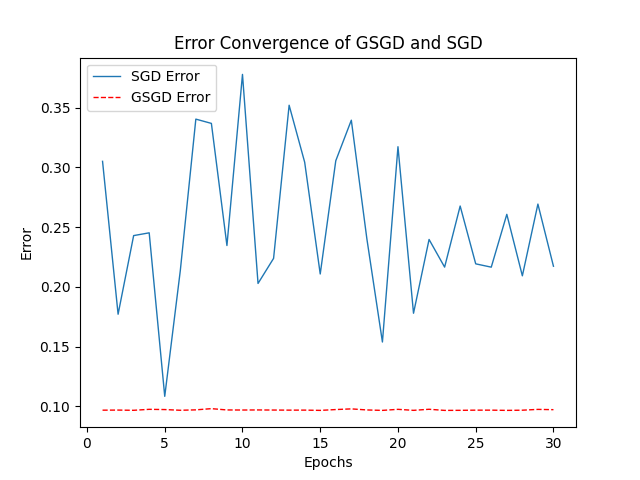 Error Convergence of GSGD and SGD
SGD Error
GSGD Error
0.35
0.30
0.25
0.20
0.15
0.10
Error
0 5 10 15 20 25 30
Epochs